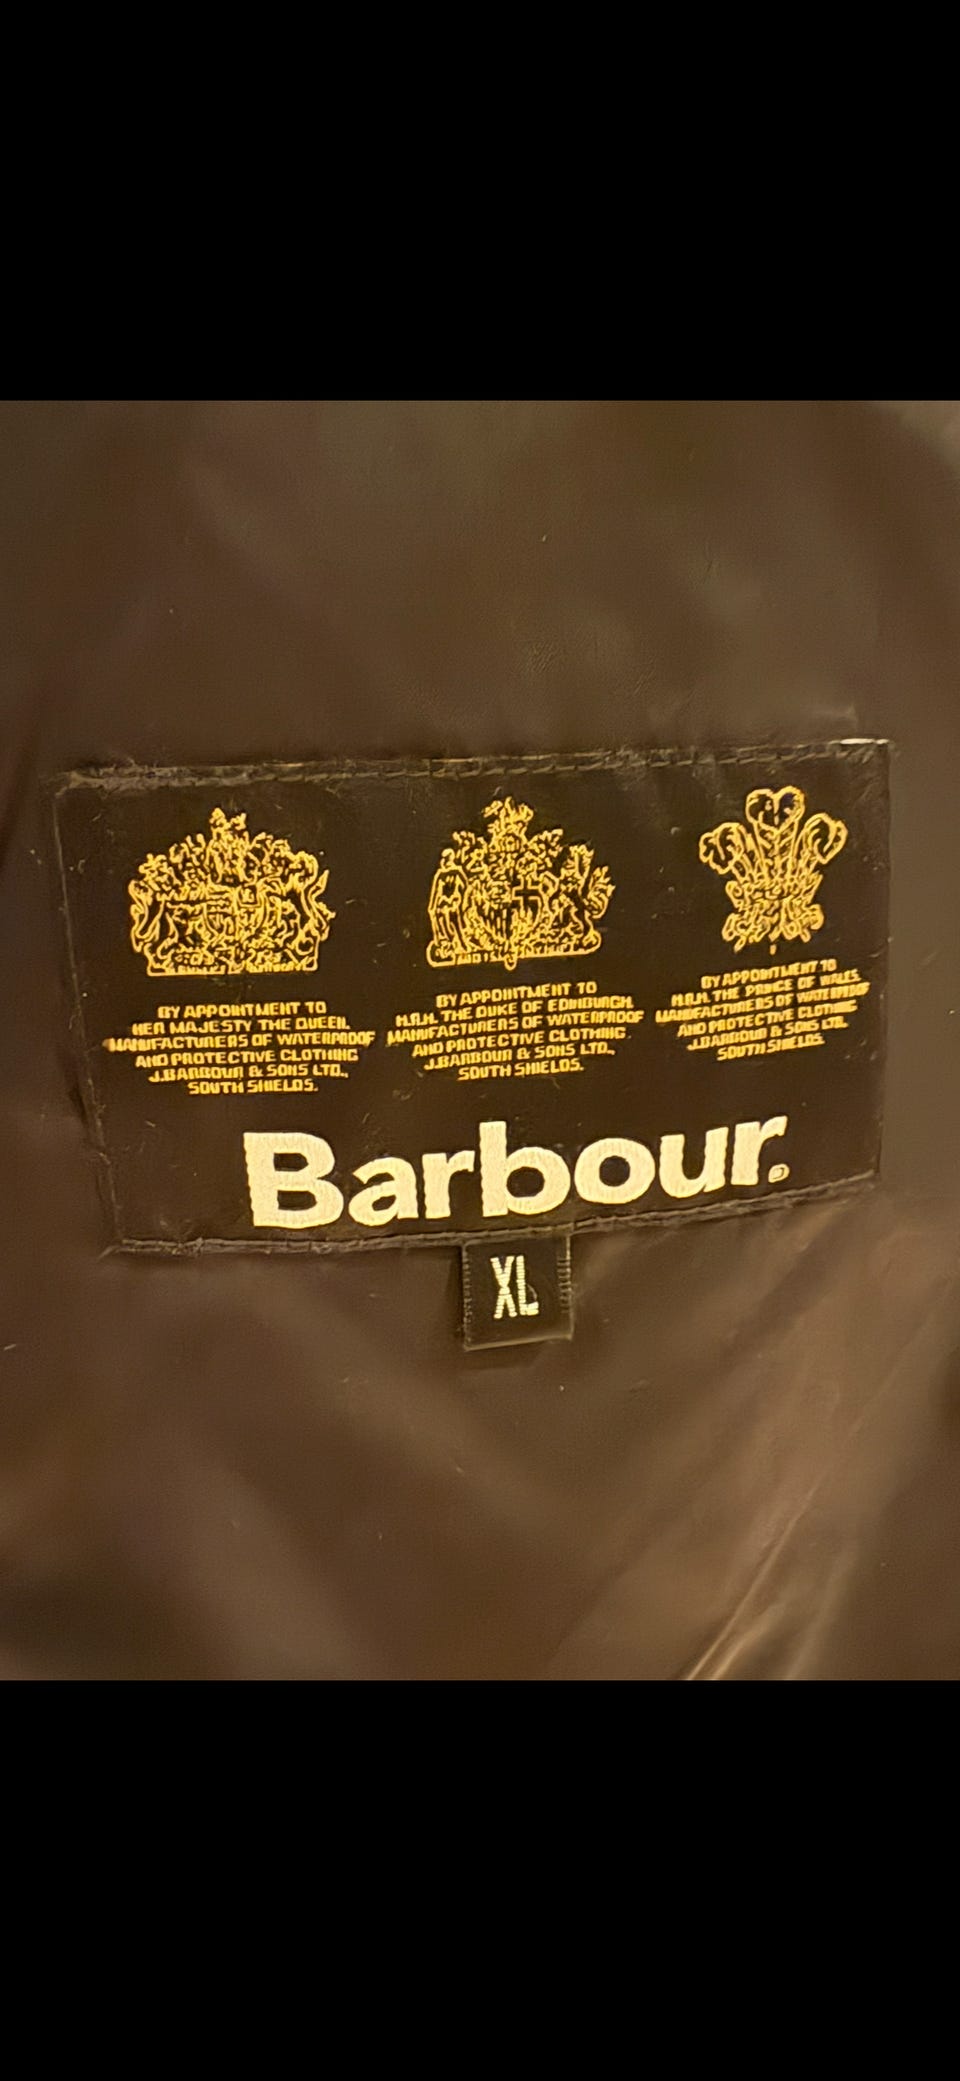 BY APPOINTMENT TO
HER MAJESTY THE QUEEN.
MANUFACTURERS OF WATERPROOF
AND PROTECTIVE CLOTHING
J.BARBOUR & SONS LTD.,
SOUTH SHIELDS.
BY APPOINTMENT TO
H.R.H. THE DUKE OF EDINBURGH.
MANUFACTURERS OF WATERPROOF
AND PROTECTIVE CLOTHING.
J.BARBOUR & SONS LTD.,
SOUTH SHIELDS.
BY APPOINTMENT TO
H.R.H. THE PRINCE OF WALES.
MANUFACTURERS OF WATERPROOF
AND PROTECTIVE CLOTHING
J.BARBOUR & SONS LTD.
SOUTH SHIELDS.
Barbour.
XL